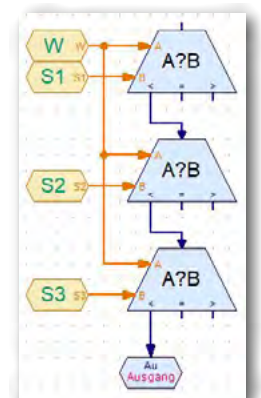 W W A A?B
S1 S1 B
< = >
A A?B
S2 S2 B
< = >
A A?B
S3 S3 B
< = >
Au
Ausgang